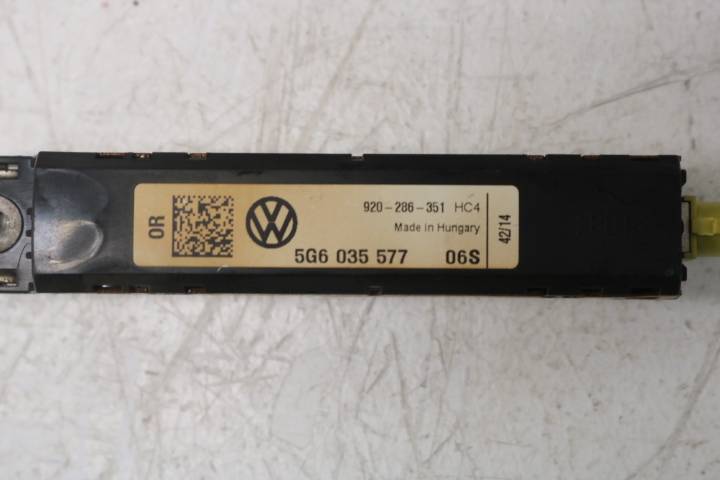 OR
920-286-351 HC4
Made in Hungary
5G6 035 577 06S
42/14